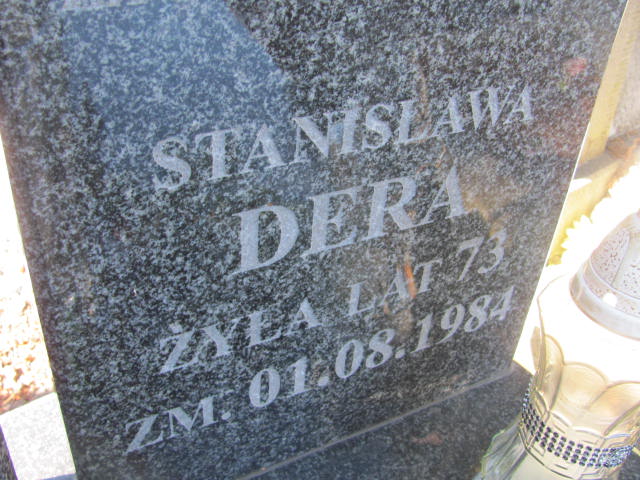 STANISŁAWA
DERA
ŻYŁA LAT 73
ZM. 01.08.1984